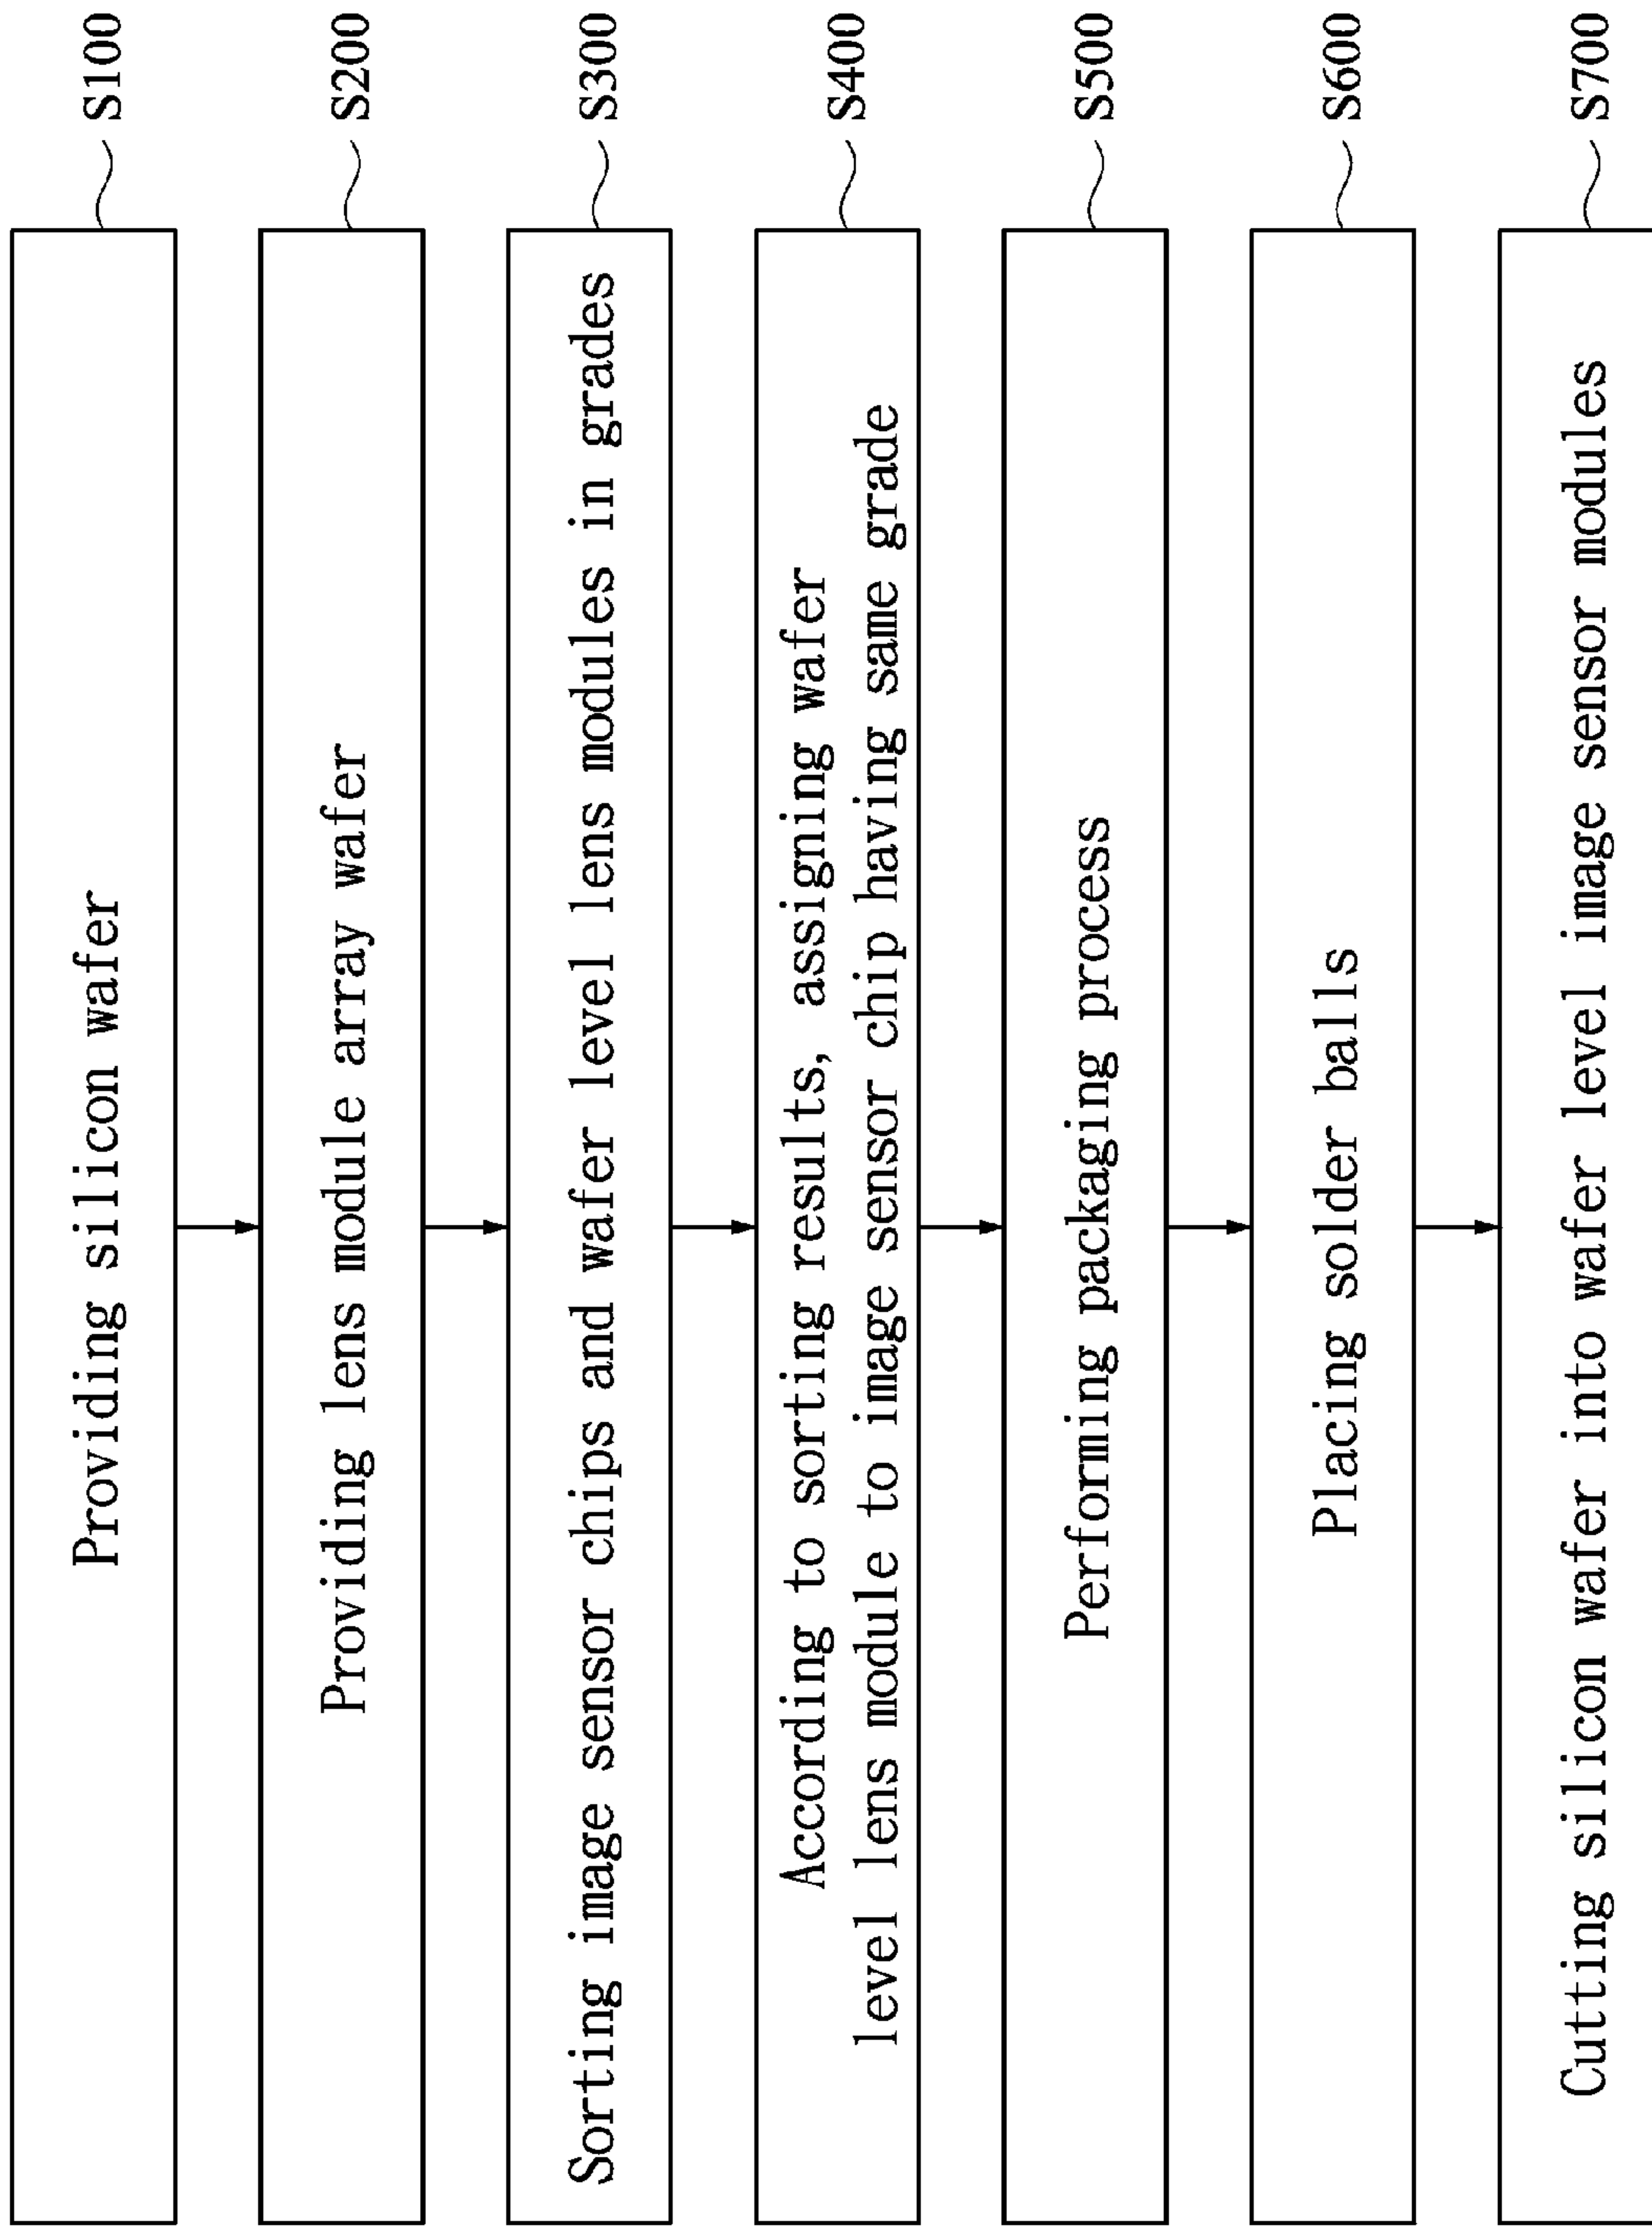 Providing silicon wafer
S100
Providing lens module array wafer
S200
Sorting image sensor chips and wafer level lens modules in grades
S300
According to sorting results, assigning wafer
level lens module to image sensor chip having same grade
S400
Performing packaging process
S500
Placing solder balls
S600
Cutting silicon wafer into wafer level image sensor modules
S700